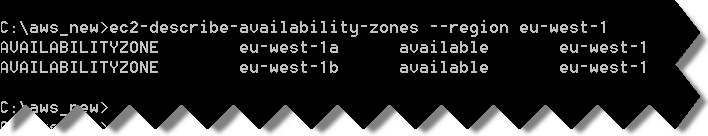 C:\aws_new>ec2-describe-availability-zones --region eu-west-1
AVAILABILITYZONE eu-west-1a available eu-west-1
AVAILABILITYZONE eu-west-1b available eu-west-1
C:\aws_new>